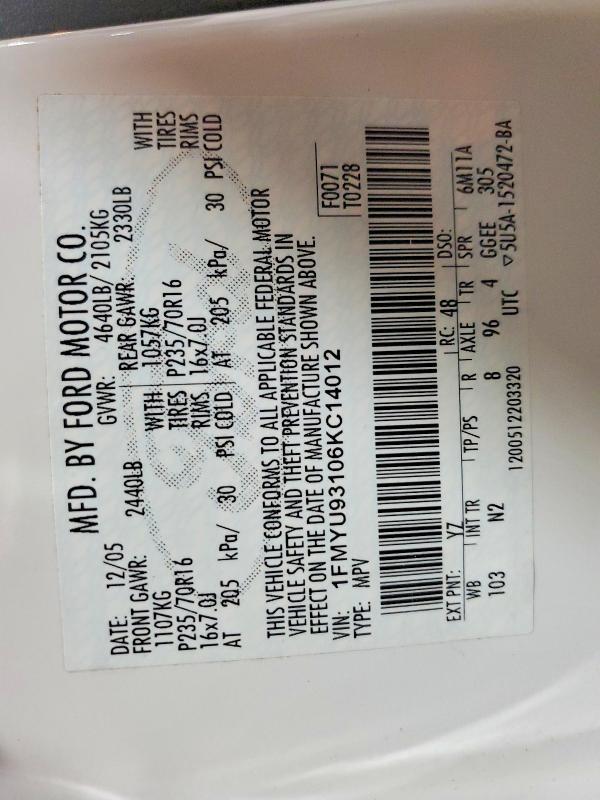 MFD. BY FORD MOTOR CO.
DATE: 12/05 GVWR: 4640LB/ 2105KG
FRONT GAWR: 2440LB REAR GAWR: 2330LB
1107KG WITH 1057KG WITH
P235/70R16 TIRES P235/70R16 TIRES
16x7.0J RIMS 16x7.0J RIMS
AT 205 kPa/ 30 PSI COLD AT 205 kPa/ 30 PSI COLD
THIS VEHICLE CONFORMS TO ALL APPLICABLE FEDERAL MOTOR
VEHICLE SAFETY AND THEFT PREVENTION STANDARDS IN
EFFECT ON THE DATE OF MANUFACTURE SHOWN ABOVE.
VIN: 1FMYU93106KC14012 F0071
TYPE: MPV T0228
EXT PNT: YZ RC: 48 DSO:
WB INT TR TP/PS R AXLE TR SPR 6M11A
103 N2 8 96 4 GGEE 305
UTC ▽5U5A-1520472-BA
1200512203320